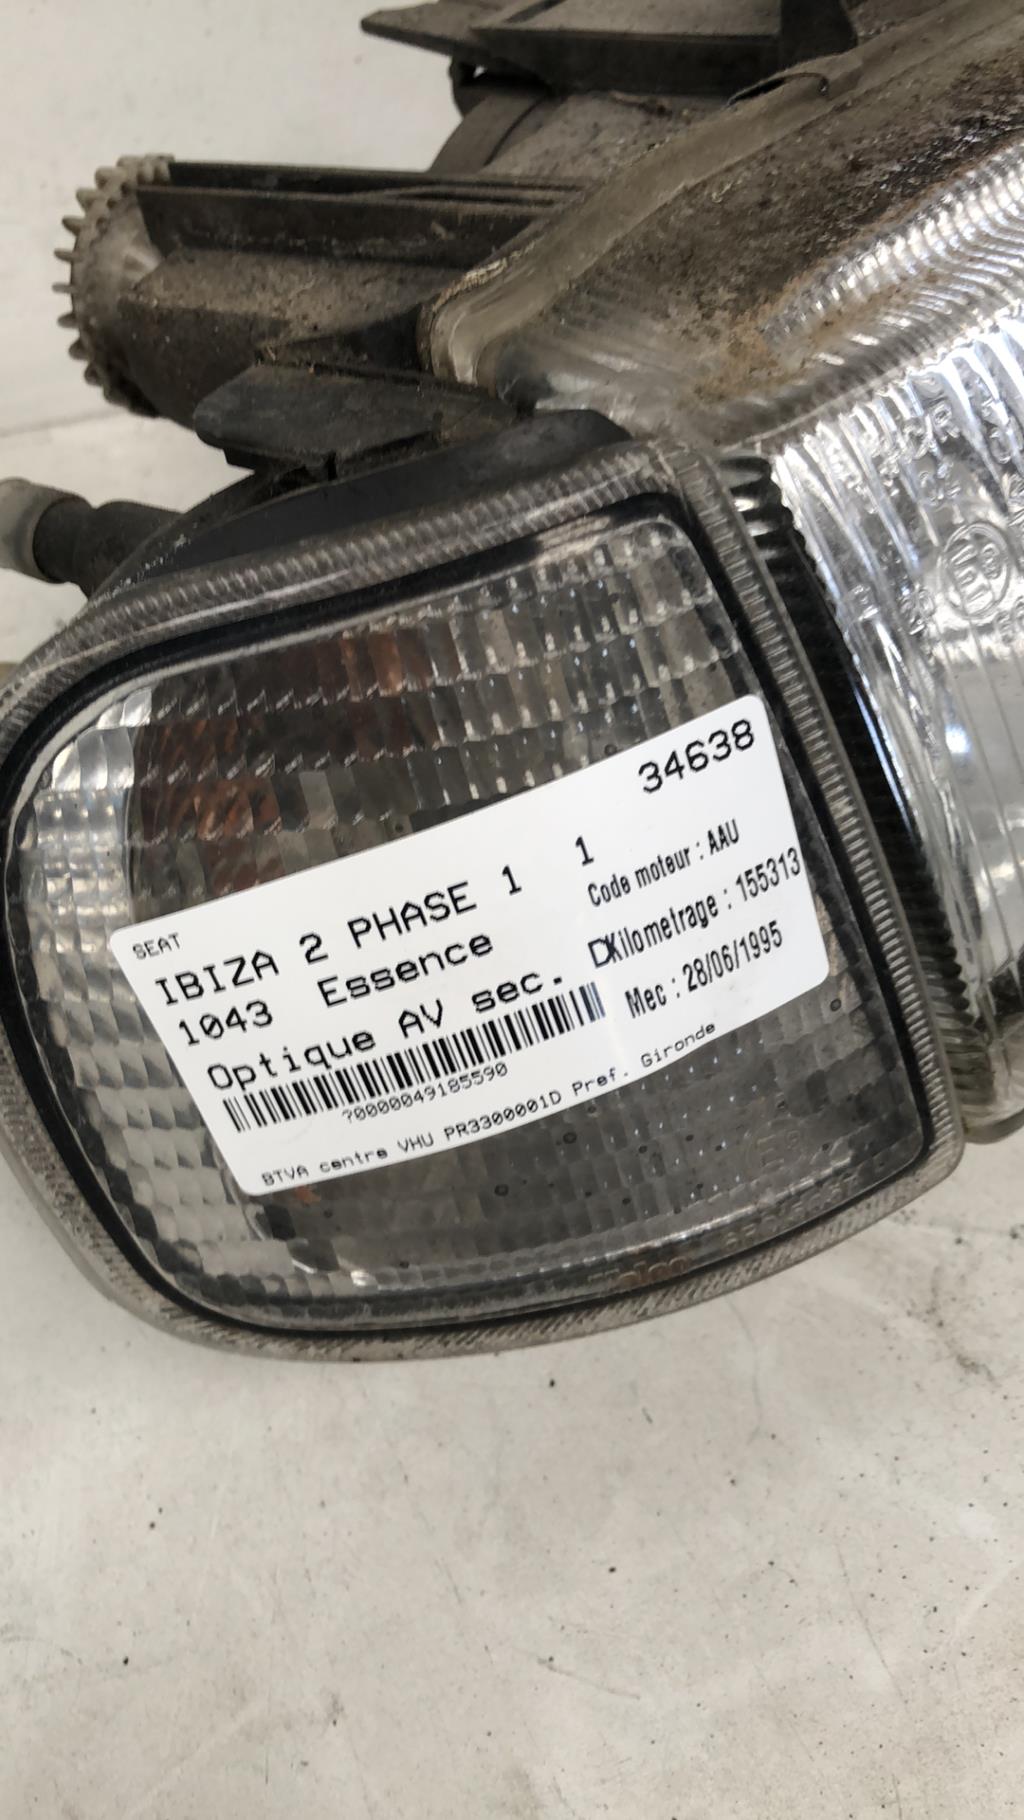 34638
SEAT
IBIZA 2 PHASE 1 1
1043 Essence
Code moteur : AAU
Optique AV sec. D
Kilometrage : 155313
Mec : 28/06/1995
?0000049185590
BTVA centre VHU PR3300001D Pref. Gironde